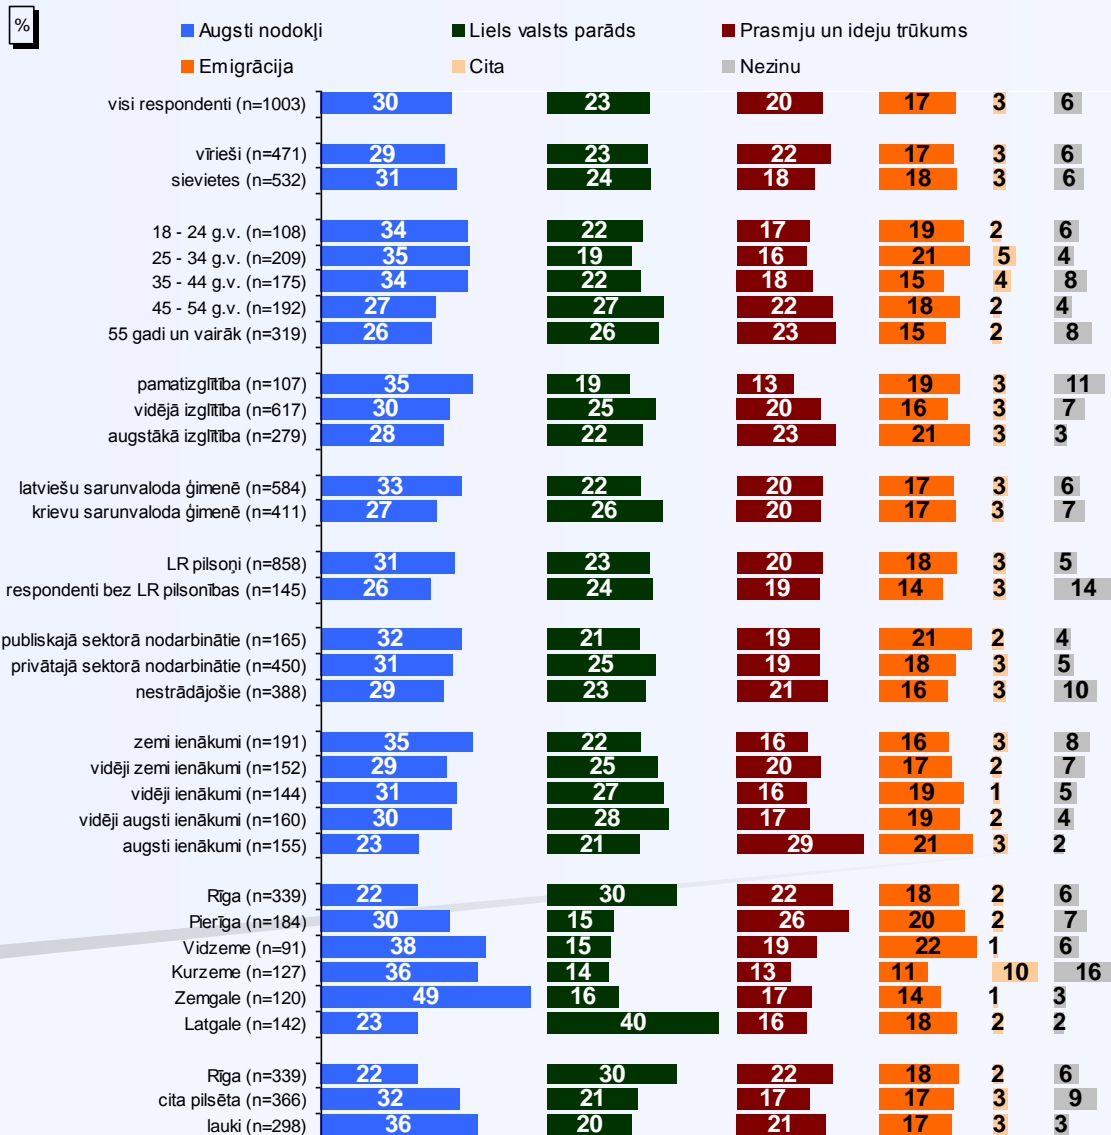 %
Augsti nodokļi Liels valsts parāds Prasmju un ideju trūkums
Emigrācija Cita Nezinu
visi respondenti (n=1003) 30 23 20 17 3 6
vīrieši (n=471) 29 23 22 17 3 6
sievietes (n=532) 31 24 18 18 3 6
18 - 24 g.v. (n=108) 34 22 17 19 2 6
25 - 34 g.v. (n=209) 35 19 16 21 5 4
35 - 44 g.v. (n=175) 34 22 18 15 4 8
45 - 54 g.v. (n=192) 27 27 22 18 2 4
55 gadi un vairāk (n=319) 26 26 23 15 2 8
pamatizglītība (n=107) 35 19 13 19 3 11
vidējā izglītība (n=617) 30 25 20 16 3 7
augstākā izglītība (n=279) 28 22 23 21 3 3
latviešu sarunvaloda ģimenē (n=584) 33 22 20 17 3 6
krievu sarunvaloda ģimenē (n=411) 27 26 20 17 3 7
LR pilsoņi (n=858) 31 23 20 18 3 5
respondenti bez LR pilsonības (n=145) 26 24 19 14 3 14
publiskajā sektorā nodarbinātie (n=165) 32 21 19 21 2 4
privātajā sektorā nodarbinātie (n=450) 31 25 19 18 3 5
nestrādājošie (n=388) 29 23 21 16 3 10
zemi ienākumi (n=191) 35 22 16 16 3 8
vidēji zemi ienākumi (n=152) 29 25 20 17 2 7
vidēji ienākumi (n=144) 31 27 16 19 1 5
vidēji augsti ienākumi (n=160) 30 28 17 19 2 4
augsti ienākumi (n=155) 23 21 29 21 3 2
Rīga (n=339) 22 30 22 18 2 6
Pierīga (n=184) 30 15 26 20 2 7
Vidzeme (n=91) 38 15 19 22 1 6
Kurzeme (n=127) 36 14 13 11 10 16
Zemgale (n=120) 49 16 17 14 1 3
Latgale (n=142) 23 40 16 18 2 2
Rīga (n=339) 22 30 22 18 2 6
cita pilsēta (n=366) 32 21 17 17 3 9
lauki (n=298) 36 20 21 17 3 3